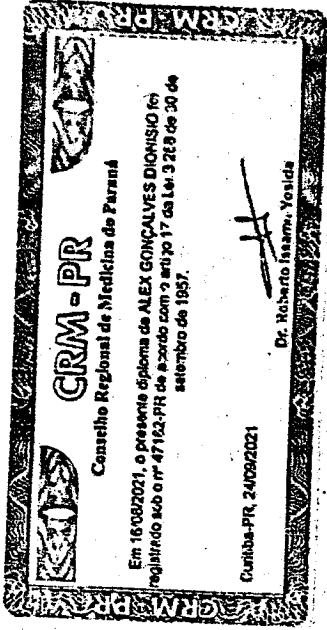 CRM-PR
CRM-PR
Conselho Regional de Medicina do Paraná
Em 16/08/2021, o presente diploma de ALEX GONÇALVES DIONISIO foi
registrado sob o nº 47162-PR de acordo com o artigo 17 da Lei 3 268 de 30 de
setembro de 1957.
Curitiba-PR, 24/09/2021
Dr. Roberto Issamu Yosida
CRM-PR